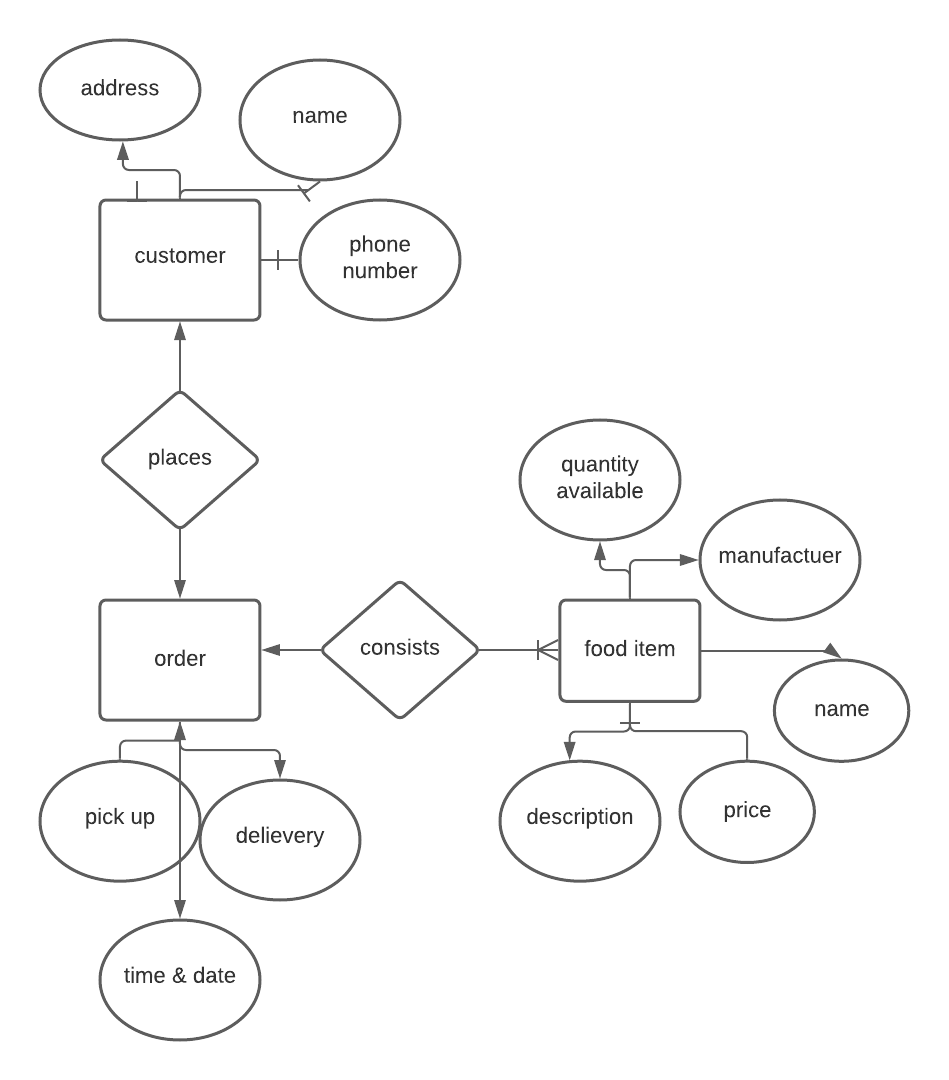 address
name
customer
phone
number
places
quantity
available
manufactuer
order
consists
food item
name
pick up
delievery
description
price
time & date